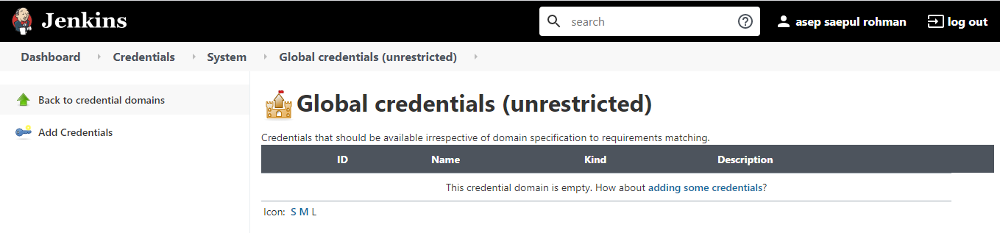 Jenkins search asep saepul rohman log out
Dashboard Credentials System Global credentials (unrestricted)
Back to credential domains
Add Credentials
Global credentials (unrestricted)
Credentials that should be available irrespective of domain specification to requirements matching.
ID Name Kind Description
This credential domain is empty. How about adding some credentials?
Icon: S M L